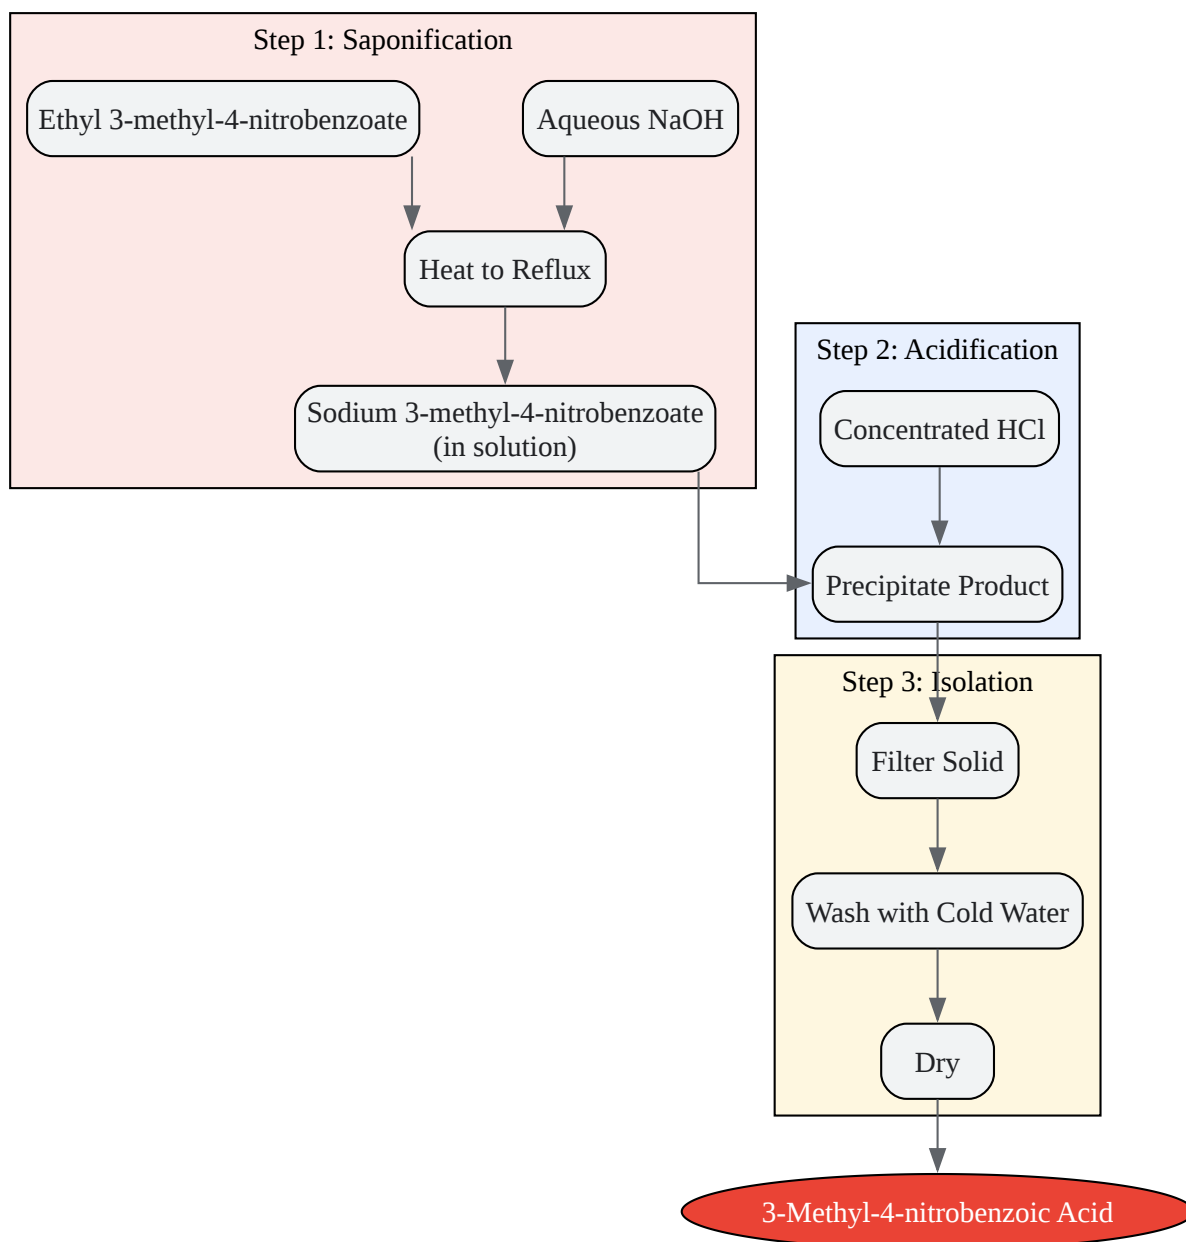 Step 1: Saponification
Ethyl 3-methyl-4-nitrobenzoate
Aqueous NaOH
Heat to Reflux
Sodium 3-methyl-4-nitrobenzoate
(in solution)
Step 2: Acidification
Concentrated HCl
Precipitate Product
Step 3: Isolation
Filter Solid
Wash with Cold Water
Dry
3-Methyl-4-nitrobenzoic Acid